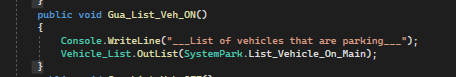 }
public void Gua_List_Veh_ON()
{
Console.WriteLine("___List of vehicles that are parking___");
Vehicle_List.OutList(SystemPark.List_Vehicle_On_Main);
}